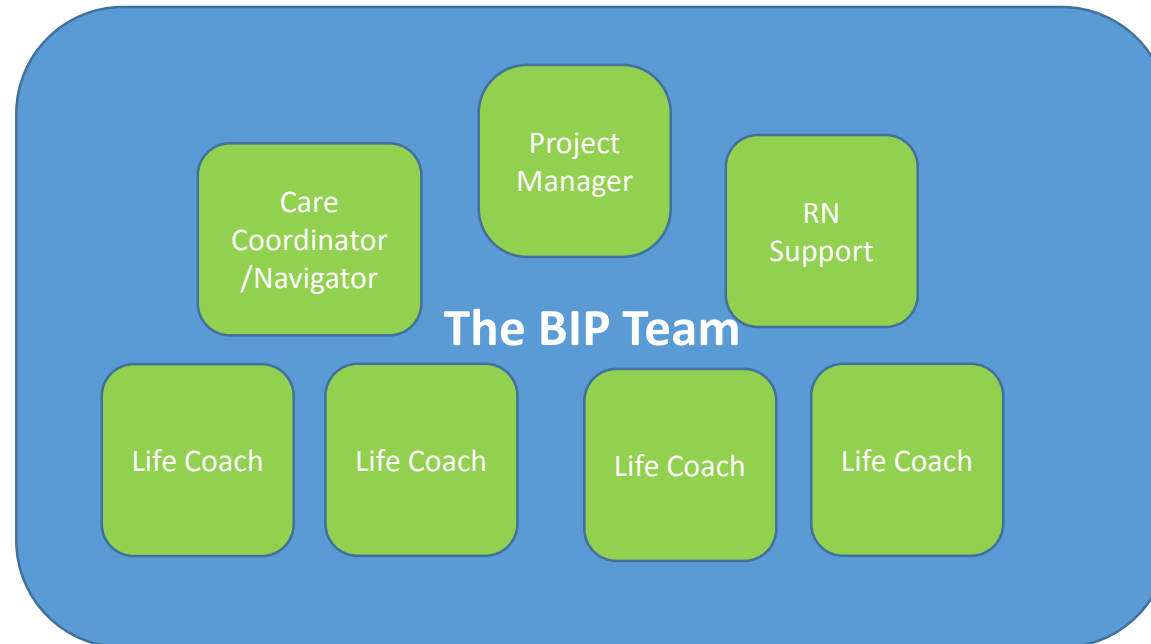 Project
Manager
Care
Coordinator
/Navigator
RN
Support
The BIP Team
Life Coach
Life Coach
Life Coach
Life Coach